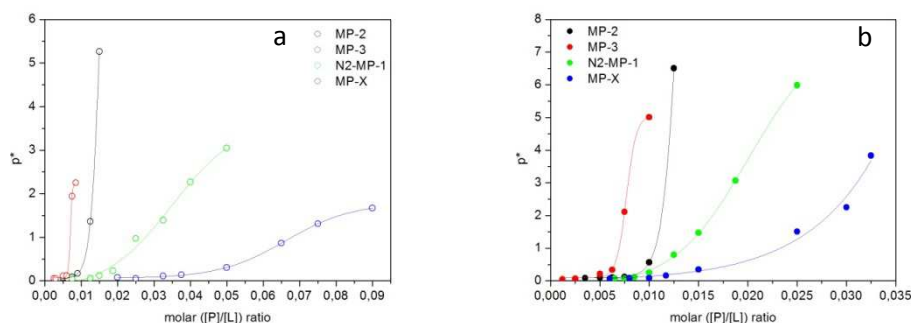 a
MP-2
MP-3
N2-MP-1
MP-X
p*
6
5
4
3
2
1
0
0,00 0,01 0,02 0,03 0,04 0,05 0,06 0,07 0,08 0,09
molar ([P]/[L]) ratio
b
MP-2
MP-3
N2-MP-1
MP-X
p*
8
7
6
5
4
3
2
1
0
0,000 0,005 0,010 0,015 0,020 0,025 0,030 0,035
molar ([P]/[L]) ratio